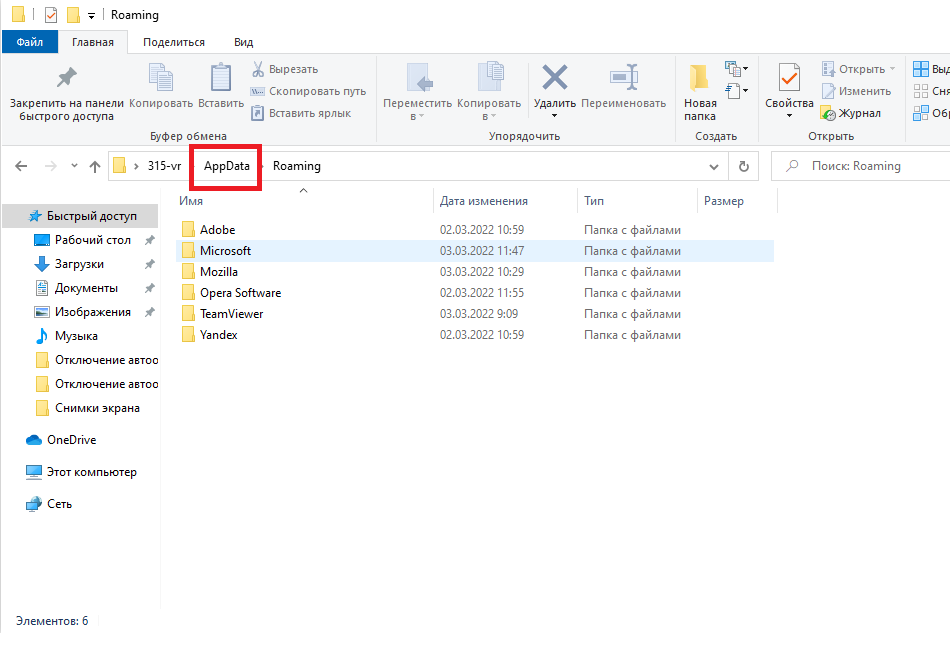 Roaming
Файл Главная Поделиться Вид
Закрепить на панели быстрого доступа
Копировать
Вставить
Вырезать
Скопировать путь
Вставить ярлык
Буфер обмена
Переместить в
Копировать в
Удалить
Переименовать
Упорядочить
Новая папка
Создать
Свойства
Открыть
Изменить
Журнал
Открыть
Выд
Сня
Обр
315-vr AppData Roaming
Поиск: Roaming
Имя Дата изменения Тип Размер
Adobe 02.03.2022 10:59 Папка с файлами
Microsoft 03.03.2022 11:47 Папка с файлами
Mozilla 02.03.2022 10:29 Папка с файлами
Opera Software 02.03.2022 11:55 Папка с файлами
TeamViewer 03.03.2022 9:09 Папка с файлами
Yandex 02.03.2022 10:59 Папка с файлами
Быстрый доступ
Рабочий стол
Загрузки
Документы
Изображения
Музыка
Отключение автоо
Отключение автоо
Снимки экрана
OneDrive
Этот компьютер
Сеть
Элементов: 6